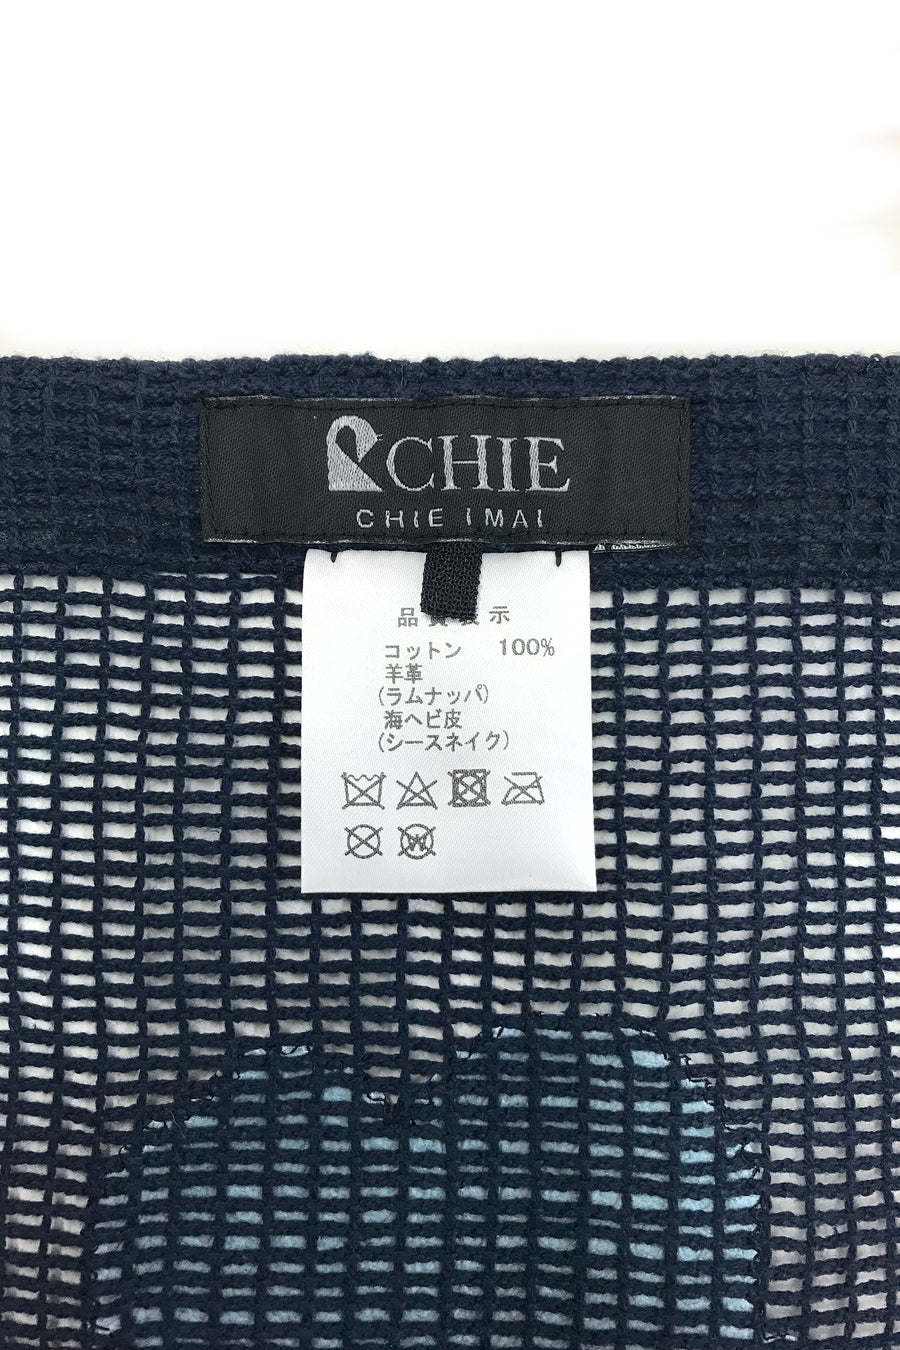 CHIE
CHIE IMAI
品質表示
コットン 100%
羊革
(ラムナッパ)
海ヘビ皮
(シースネイク)
W